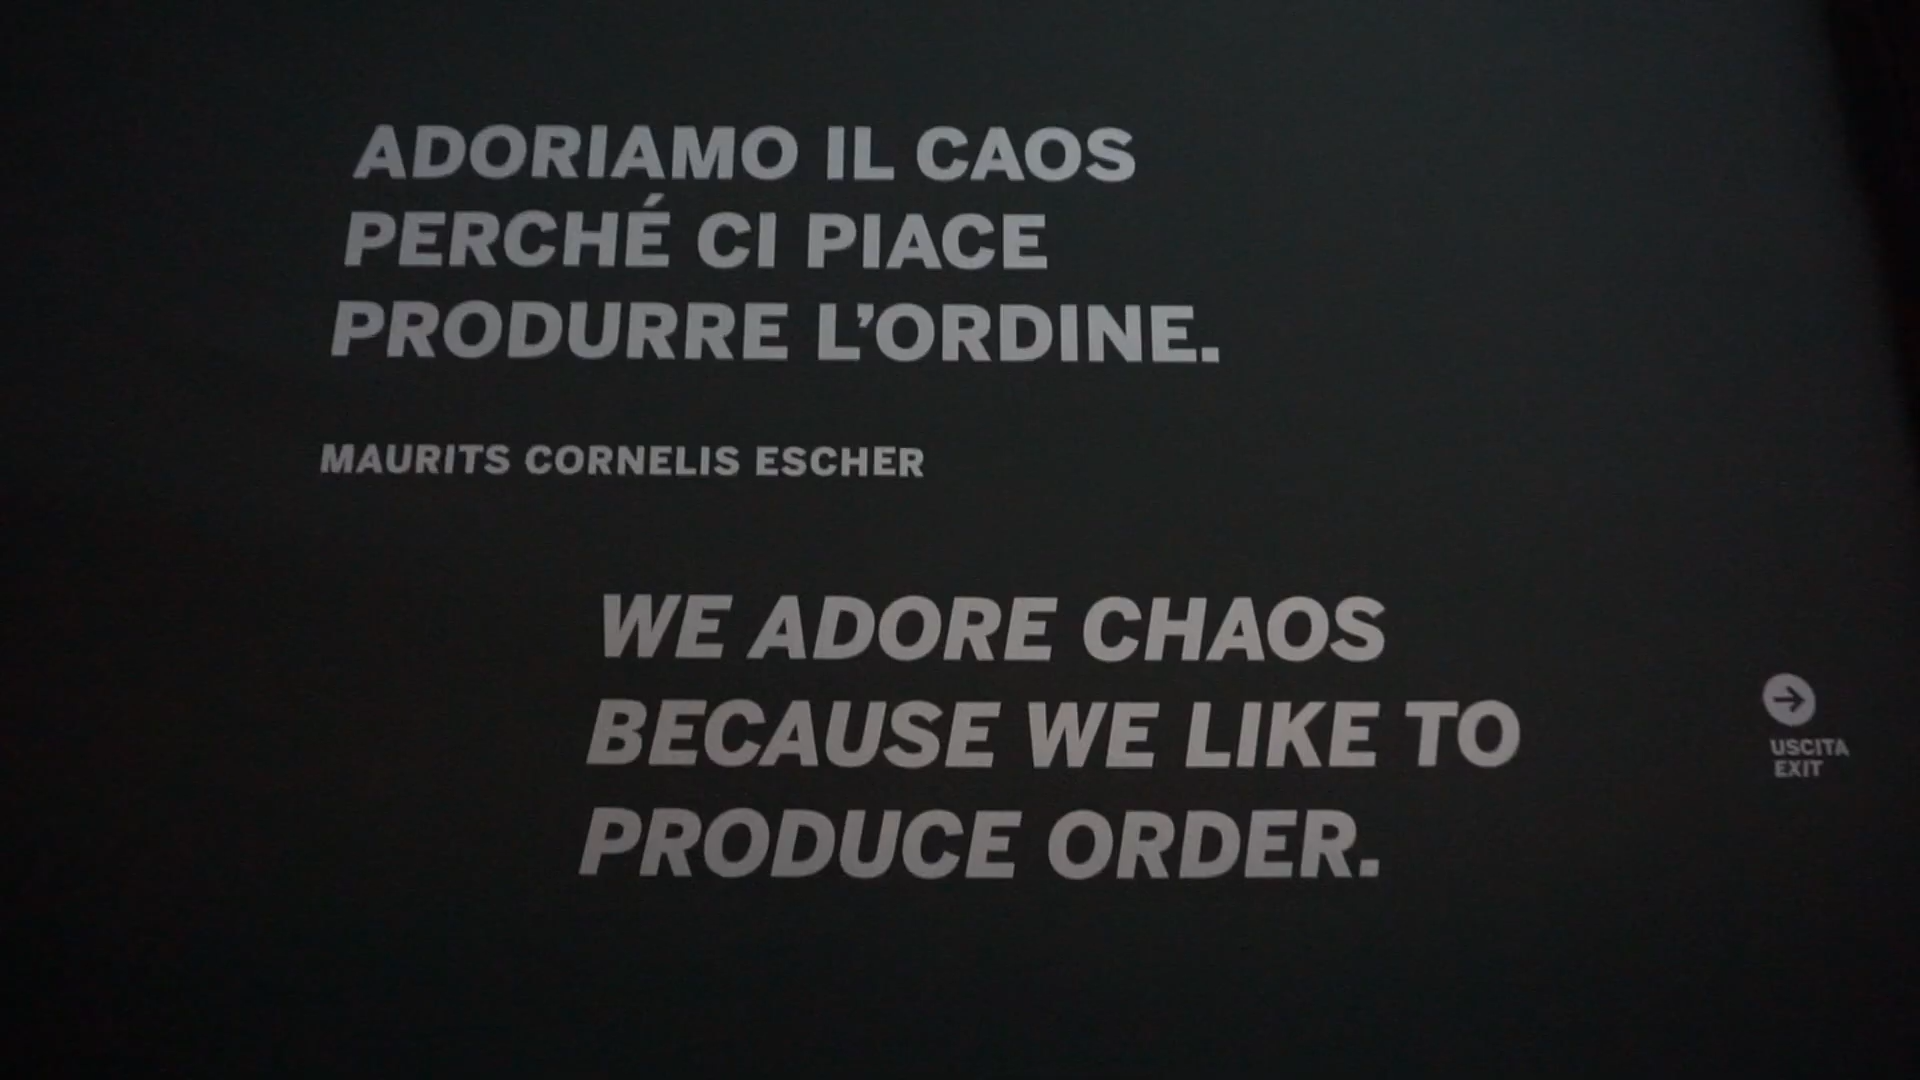 ADORIAMO IL CAOS
PERCHÉ CI PIACE
PRODURRE L’ORDINE.
MAURITS CORNELIS ESCHER
WE ADORE CHAOS
BECAUSE WE LIKE TO
PRODUCE ORDER.
USCITA
EXIT